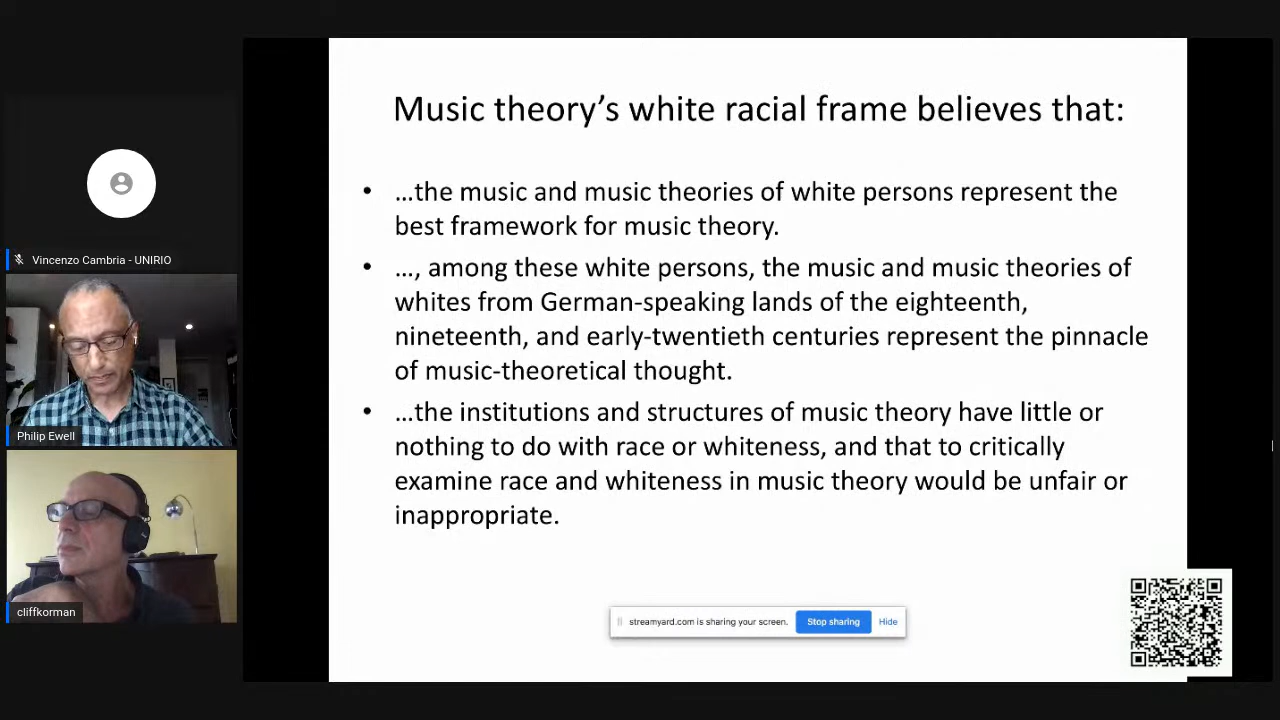 Music theory’s white racial frame believes that:
• …the music and music theories of white persons represent the
best framework for music theory.
• …, among these white persons, the music and music theories of
whites from German-speaking lands of the eighteenth,
nineteenth, and early-twentieth centuries represent the pinnacle
of music-theoretical thought.
• …the institutions and structures of music theory have little or
nothing to do with race or whiteness, and that to critically
examine race and whiteness in music theory would be unfair or
inappropriate.
Vincenzo Cambria - UNIRIO
Philip Ewell
cliffkorman
streamyard.com is sharing your screen.
Stop sharing
Hide